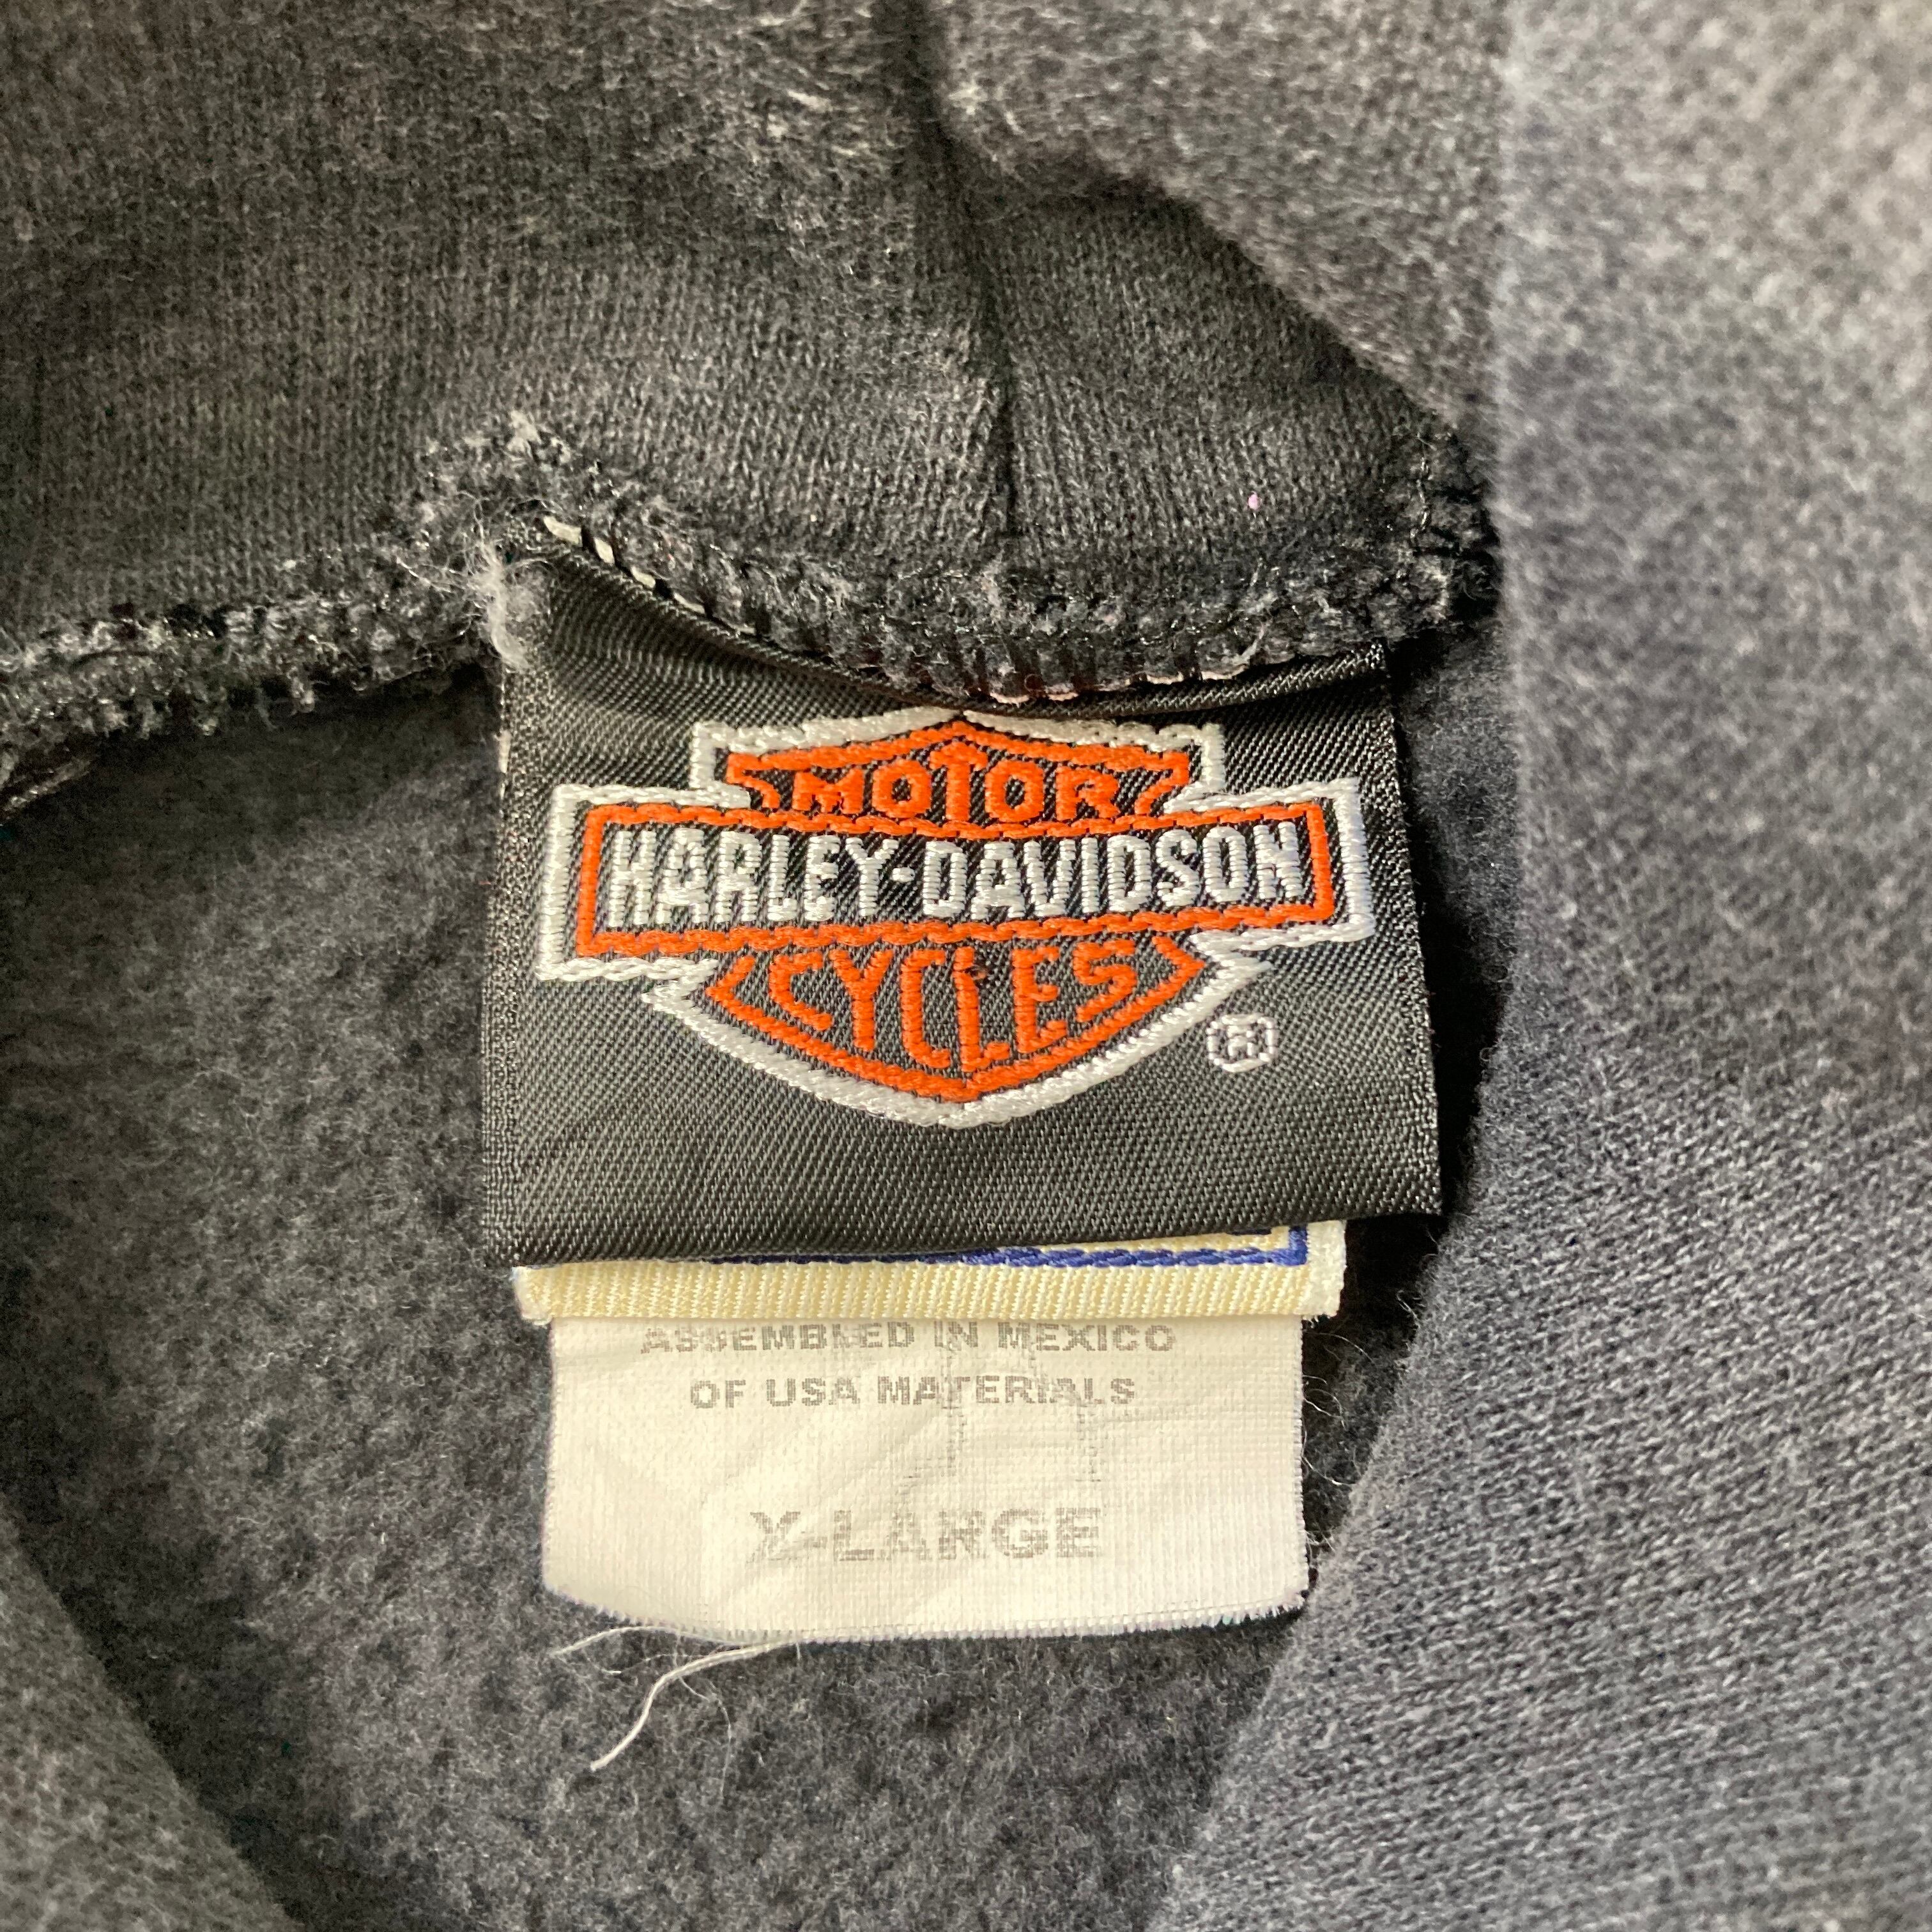 MOTOR
HARLEY-DAVIDSON
CYCLES
®
ASSEMBLED IN MEXICO
OF USA MATERIALS
X-LARGE